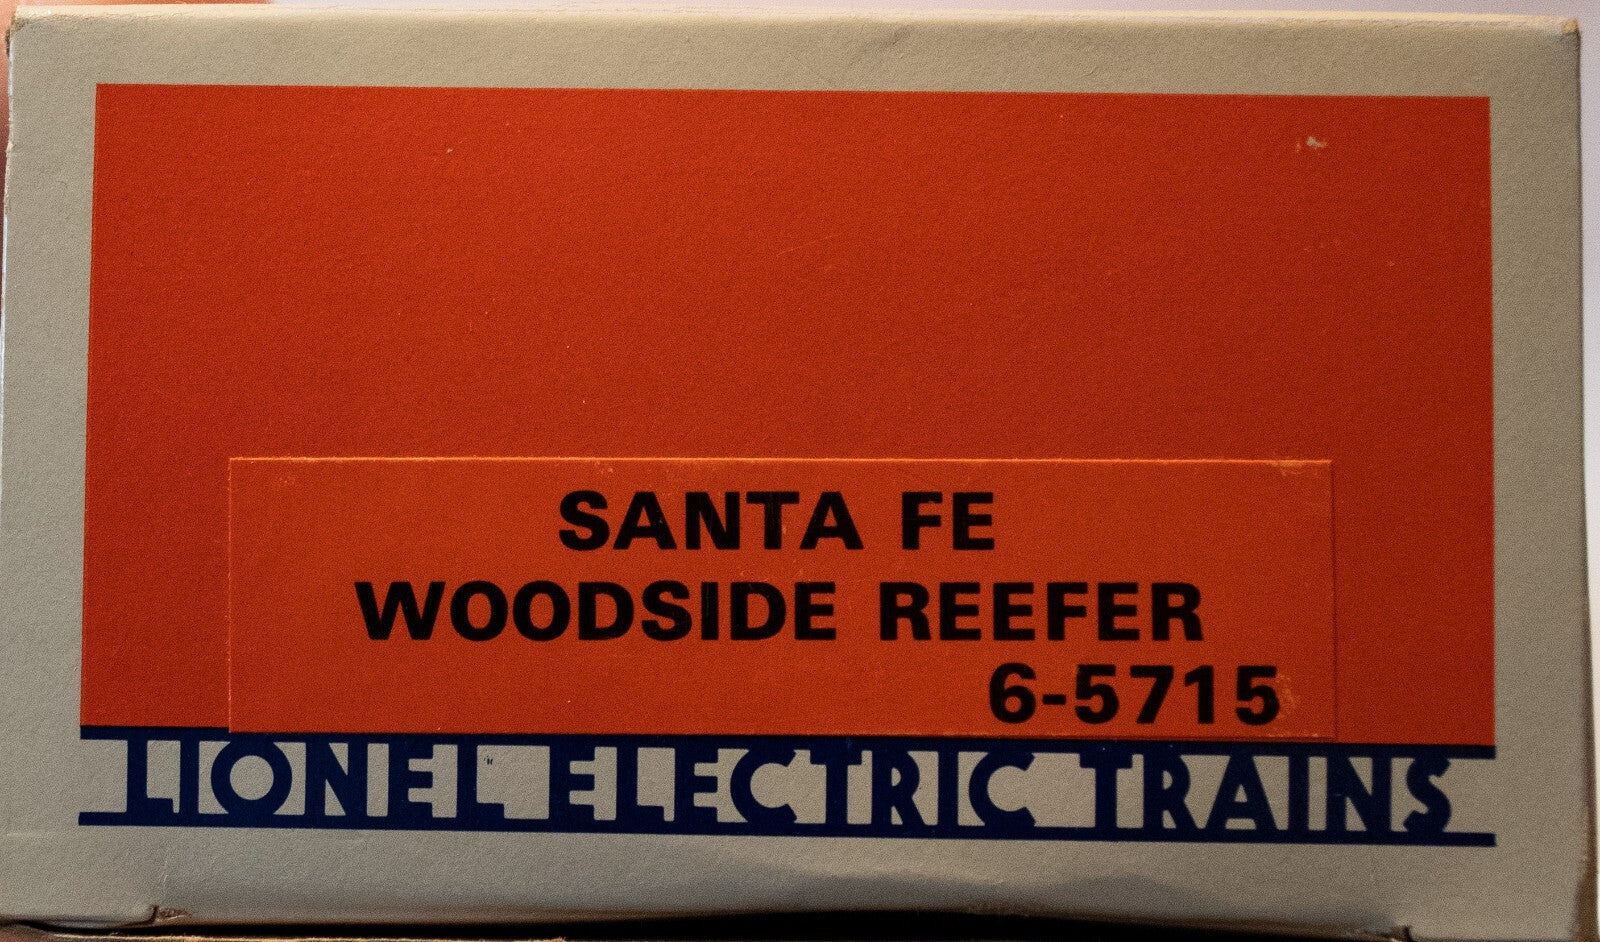 SANTA FE
WOODSIDE REEFER
6-5715
LIONEL ELECTRIC TRAINS